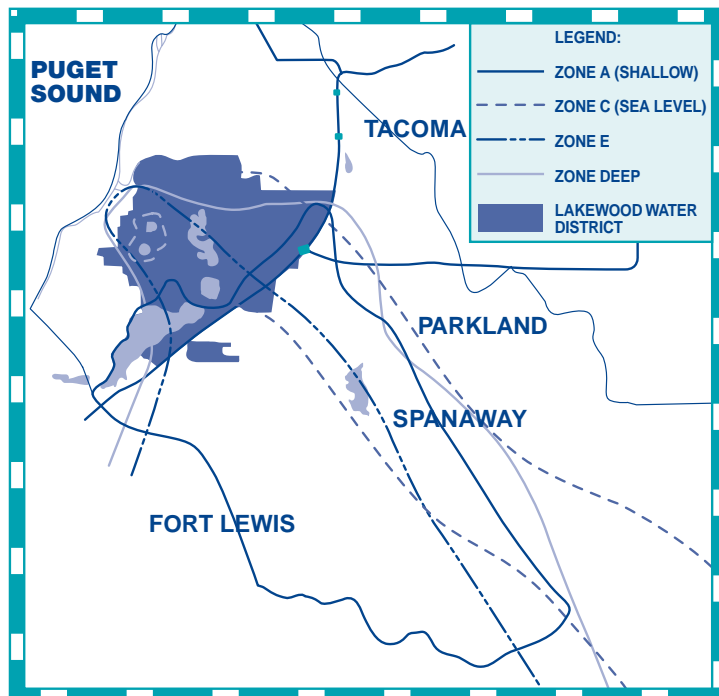 PUGET
SOUND
LEGEND:
ZONE A (SHALLOW)
ZONE C (SEA LEVEL)
ZONE E
ZONE DEEP
LAKEWOOD WATER
DISTRICT
TACOMA
PARKLAND
SPANAWAY
FORT LEWIS